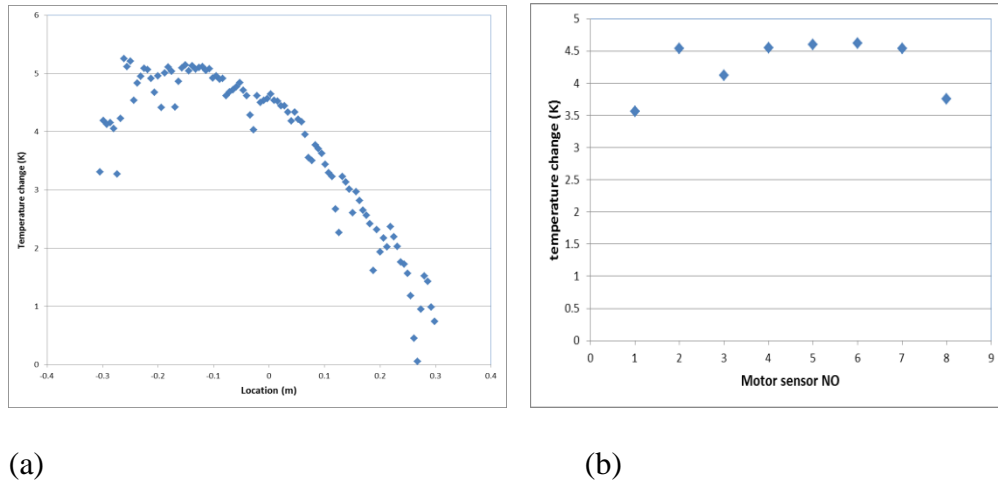 6
5
4
3
2
1
0
-0.4 -0.3 -0.2 -0.1 0 0.1 0.2 0.3 0.4
Temperature change (K)
Location (m)
5
4.5
4
3.5
3
2.5
2
1.5
1
0.5
0
0 1 2 3 4 5 6 7 8 9
temperature change (K)
Motor sensor NO
(a) (b)